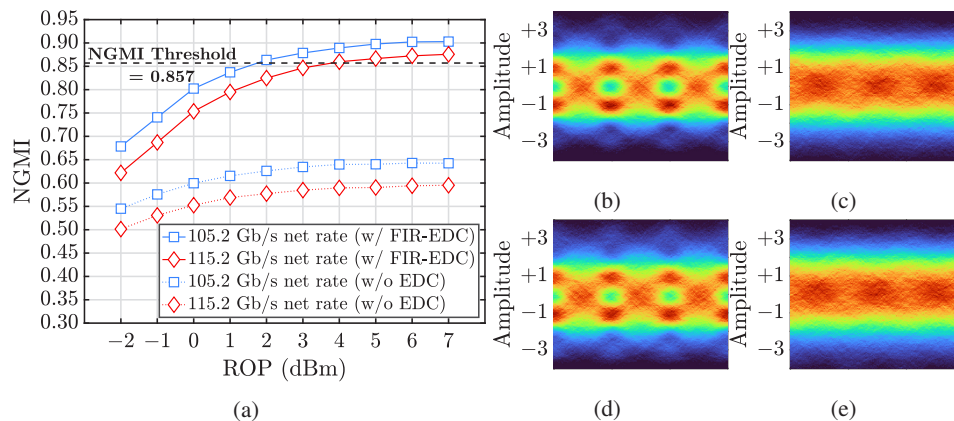 0.95
0.90
0.85
0.80
0.75
0.70
0.65
0.60
0.55
0.50
0.45
0.40
0.35
0.30
NGMI
NGMI Threshold
= 0.857
105.2 Gb/s net rate (w/ FIR-EDC)
115.2 Gb/s net rate (w/ FIR-EDC)
105.2 Gb/s net rate (w/o EDC)
115.2 Gb/s net rate (w/o EDC)
−2 −1 0 1 2 3 4 5 6 7
ROP (dBm)
(a)
Amplitude
+3
+1
−1
−3
(b)
Amplitude
+3
+1
−1
−3
(c)
Amplitude
+3
+1
−1
−3
(d)
Amplitude
+3
+1
−1
−3
(e)